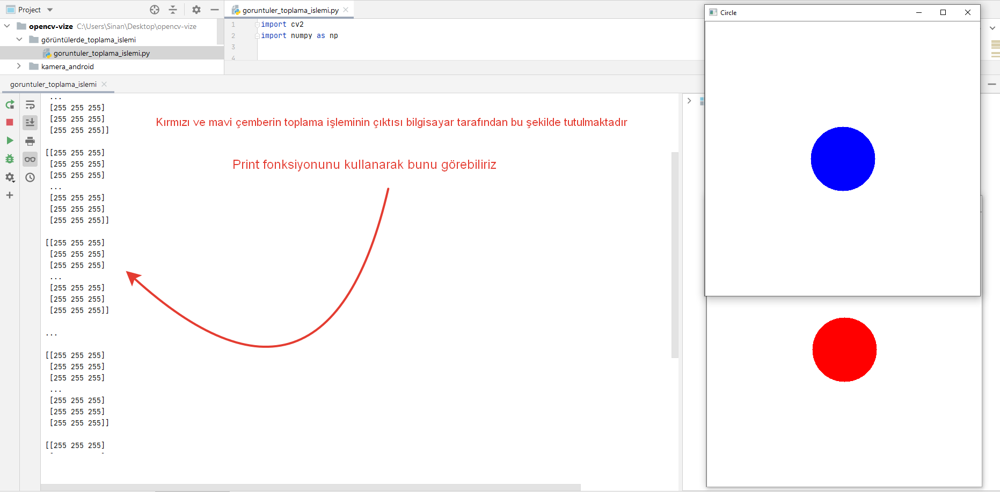 Project
opencv-vize C:\Users\Sinan\Desktop\opencv-vize
görüntülerde_toplama_islemi
goruntuler_toplama_islemi.py
kamera_android
goruntuler_toplama_islemi.py
1 import cv2
2 import numpy as np
3
4
Circle
goruntuler_toplama_islemi
...
[255 255 255]
[255 255 255]
[255 255 255]]
[[255 255 255]
[255 255 255]
[255 255 255]
...
[255 255 255]
[255 255 255]
[255 255 255]]
[[255 255 255]
[255 255 255]
[255 255 255]
...
[255 255 255]
[255 255 255]
[255 255 255]]
...
[[255 255 255]
[255 255 255]
[255 255 255]
...
[255 255 255]
[255 255 255]
[255 255 255]]
[[255 255 255]
Kırmızı ve mavi çemberin toplama işleminin çıktısı bilgisayar tarafından bu şekilde tutulmaktadır
Print fonksiyonunu kullanarak bunu görebiliriz